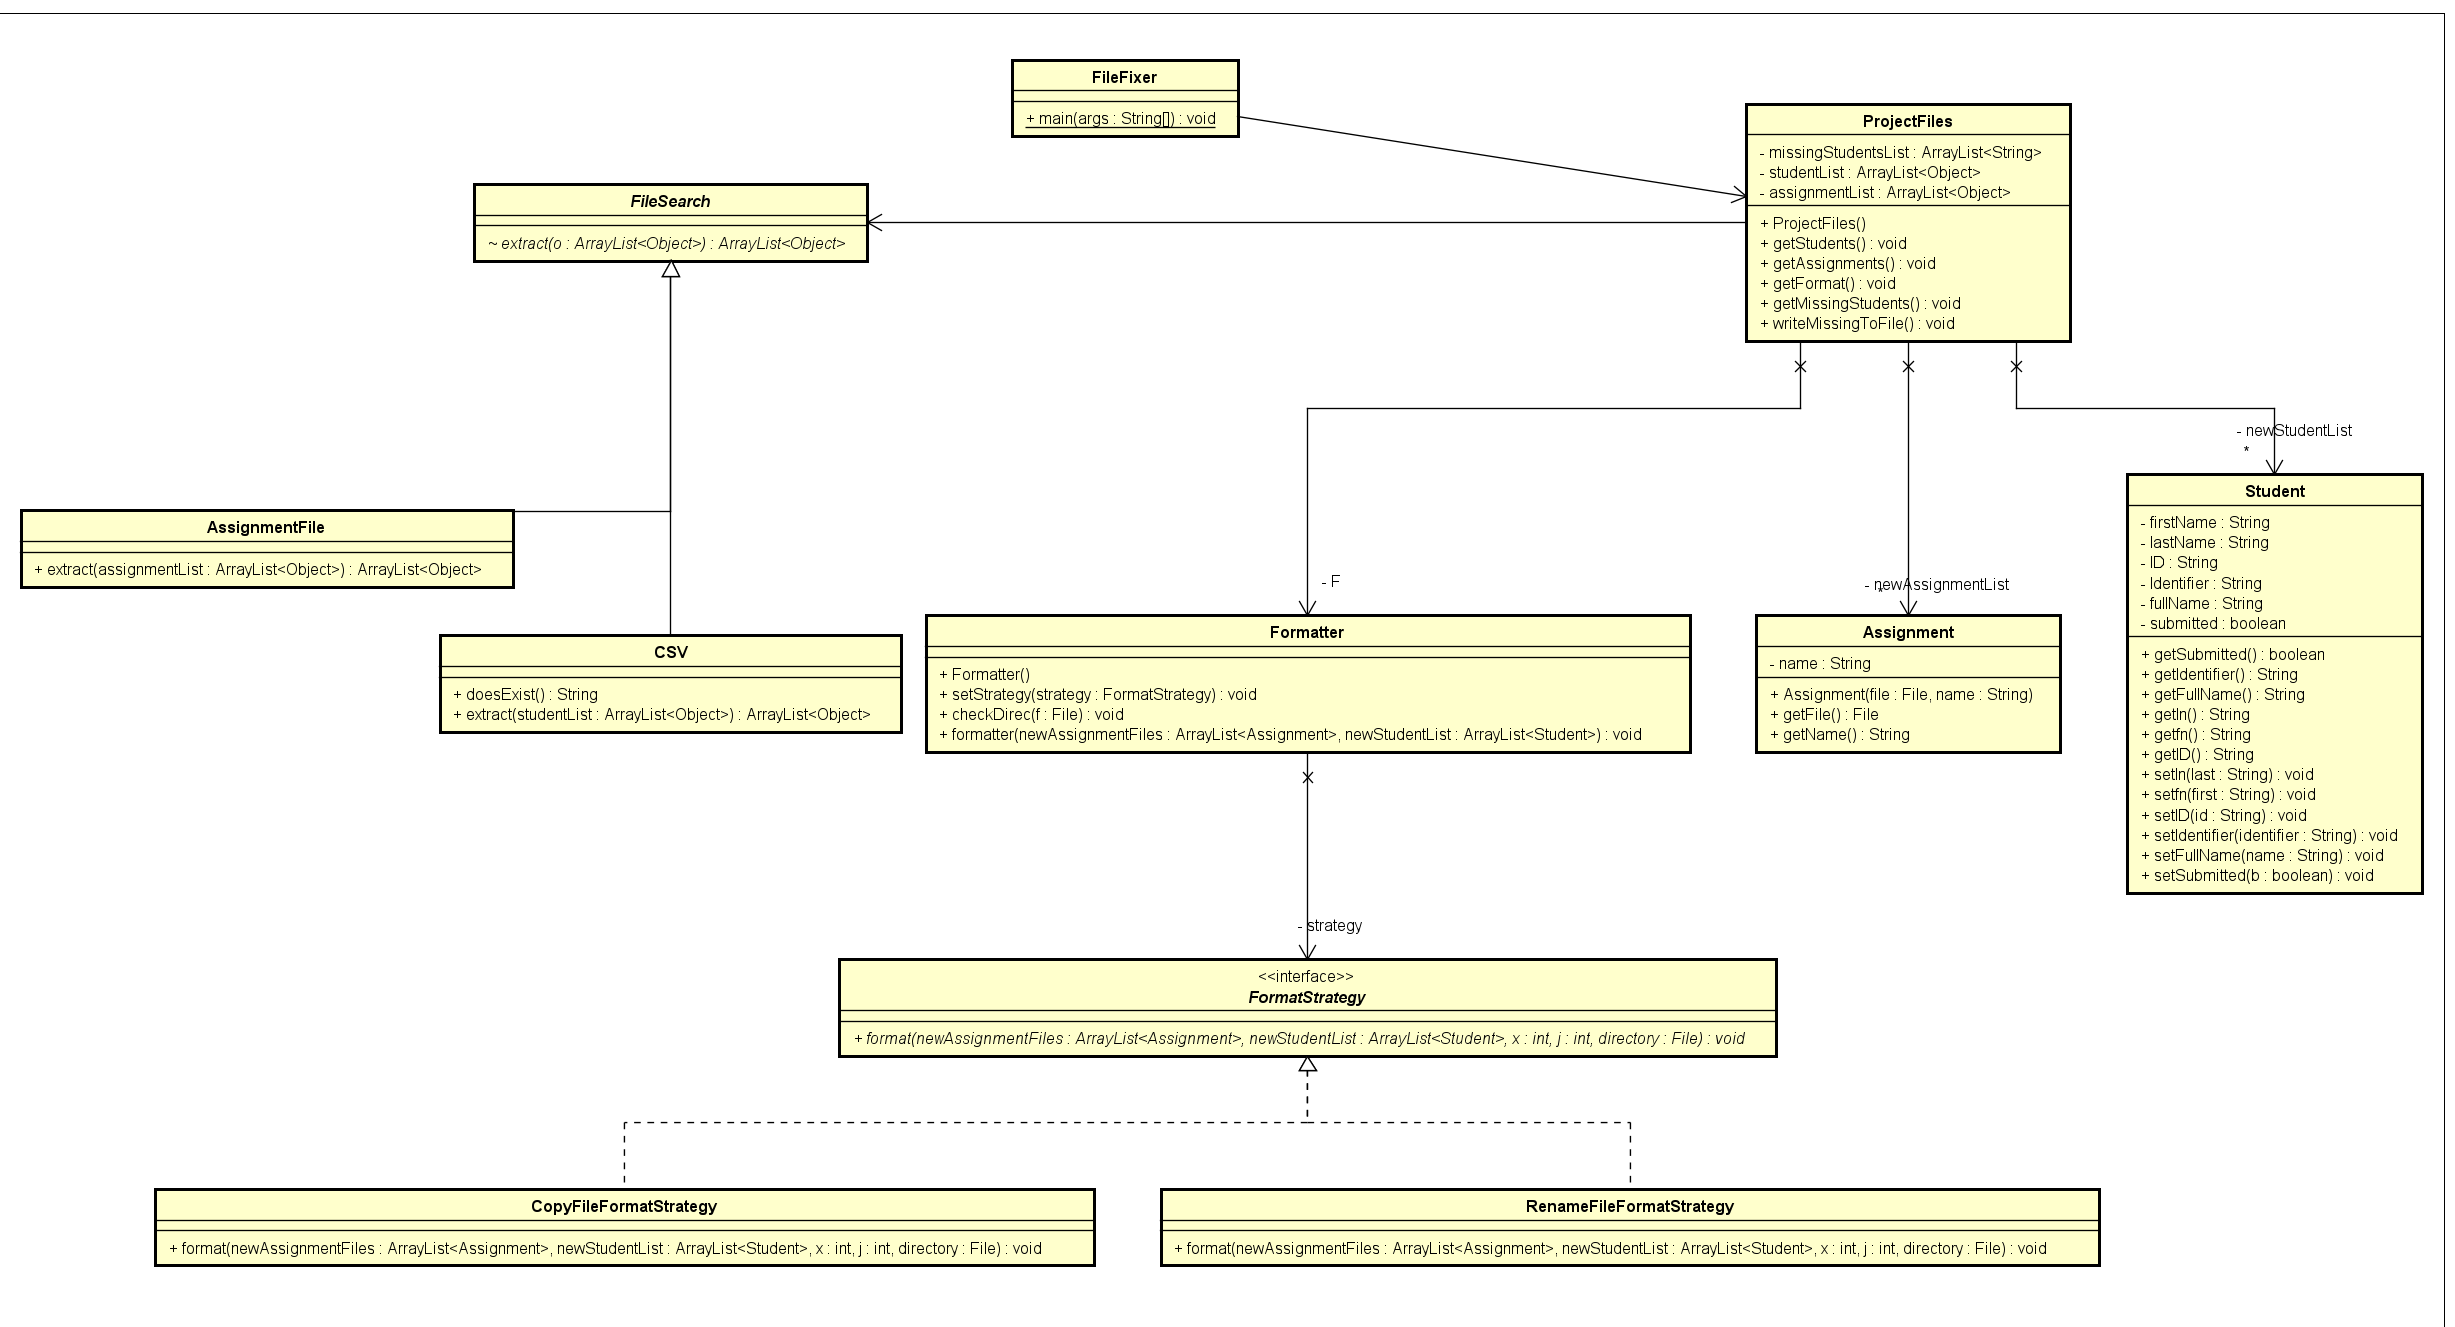 FileFixer
+ main(args : String[]) : void
ProjectFiles
- missingStudentsList : ArrayList<String>
- studentList : ArrayList<Object>
- assignmentList : ArrayList<Object>
+ ProjectFiles()
+ getStudents() : void
+ getAssignments() : void
+ getFormat() : void
+ getMissingStudents() : void
+ writeMissingToFile() : void
FileSearch
~ extract(o : ArrayList<Object>) : ArrayList<Object>
AssignmentFile
+ extract(assignmentList : ArrayList<Object>) : ArrayList<Object>
CSV
+ doesExist() : String
+ extract(studentList : ArrayList<Object>) : ArrayList<Object>
- F
Formatter
+ Formatter()
+ setStrategy(strategy : FormatStrategy) : void
+ checkDirec(f : File) : void
+ formatter(newAssignmentFiles : ArrayList<Assignment>, newStudentList : ArrayList<Student>) : void
- newAssignmentList
*
Assignment
- name : String
+ Assignment(file : File, name : String)
+ getFile() : File
+ getName() : String
- newStudentList
*
Student
- firstName : String
- lastName : String
- ID : String
- Identifier : String
- fullName : String
- submitted : boolean
+ getSubmitted() : boolean
+ getIdentifier() : String
+ getFullName() : String
+ getln() : String
+ getfn() : String
+ getID() : String
+ setln(last : String) : void
+ setfn(first : String) : void
+ setID(id : String) : void
+ setIdentifier(identifier : String) : void
+ setFullName(name : String) : void
+ setSubmitted(b : boolean) : void
- strategy
<<interface>>
FormatStrategy
+ format(newAssignmentFiles : ArrayList<Assignment>, newStudentList : ArrayList<Student>, x : int, j : int, directory : File) : void
CopyFileFormatStrategy
+ format(newAssignmentFiles : ArrayList<Assignment>, newStudentList : ArrayList<Student>, x : int, j : int, directory : File) : void
RenameFileFormatStrategy
+ format(newAssignmentFiles : ArrayList<Assignment>, newStudentList : ArrayList<Student>, x : int, j : int, directory : File) : void